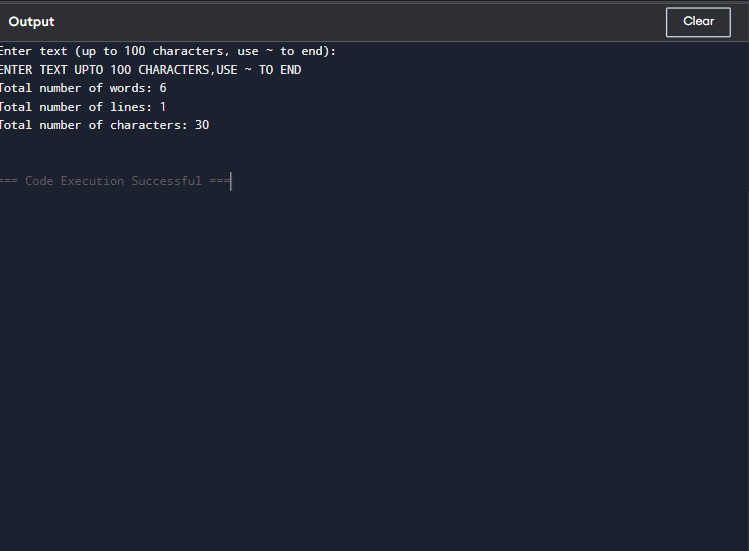 Output
Clear
Enter text (up to 100 characters, use ~ to end):
ENTER TEXT UPTO 100 CHARACTERS,USE ~ TO END
Total number of words: 6
Total number of lines: 1
Total number of characters: 30
=== Code Execution Successful ===